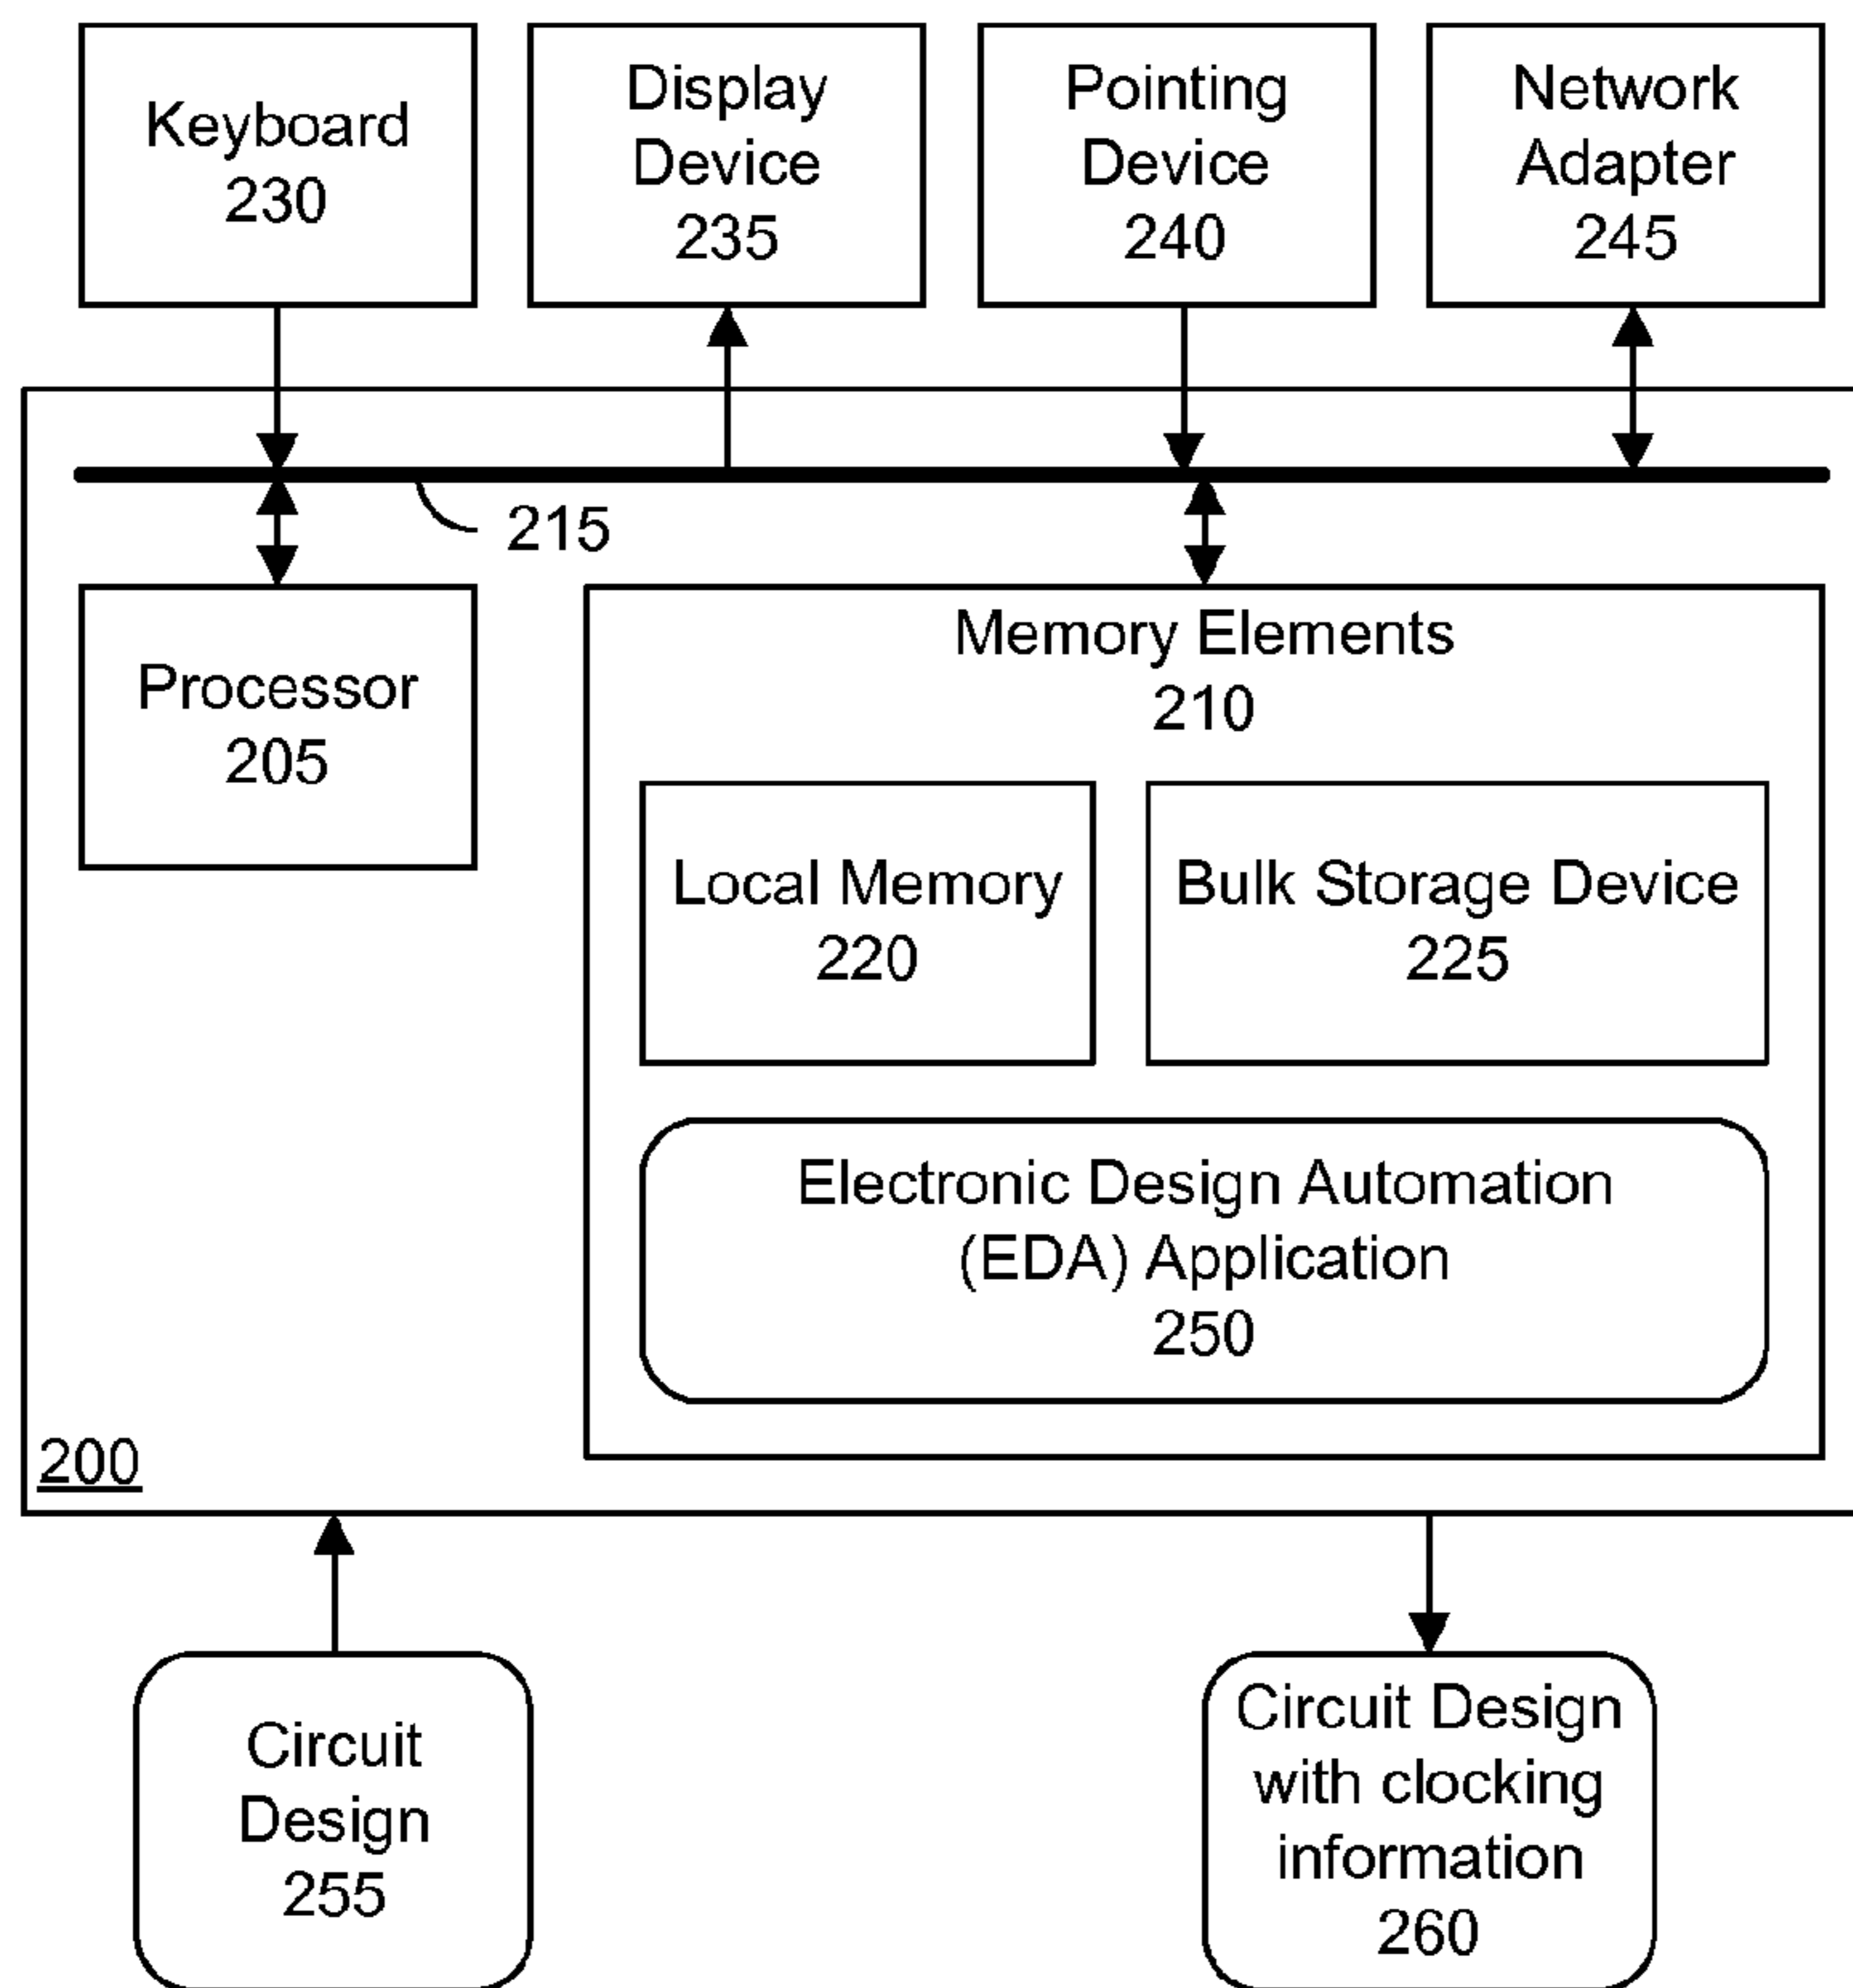 Keyboard
230
Display
Device
235
Pointing
Device
240
Network
Adapter
245
215
Processor
205
Memory Elements
210
Local Memory
220
Bulk Storage Device
225
Electronic Design Automation
(EDA) Application
250
200
Circuit
Design
255
Circuit Design
with clocking
information
260